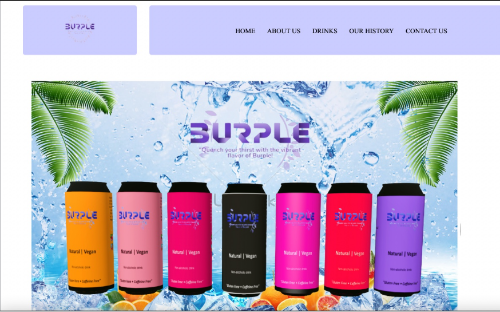 BURPLE
HOME ABOUT US DRINKS OUR HISTORY CONTACT US
BURPLE
"Quench your thirst with the vibrant
flavor of Burple"
BURPLE BURPLE BURPLE BURPLE BURPLE BURPLE BURPLE
Natural | Vegan Natural | Vegan Natural | Vegan Natural | Vegan Natural | Vegan Natural | Vegan Natural | Vegan